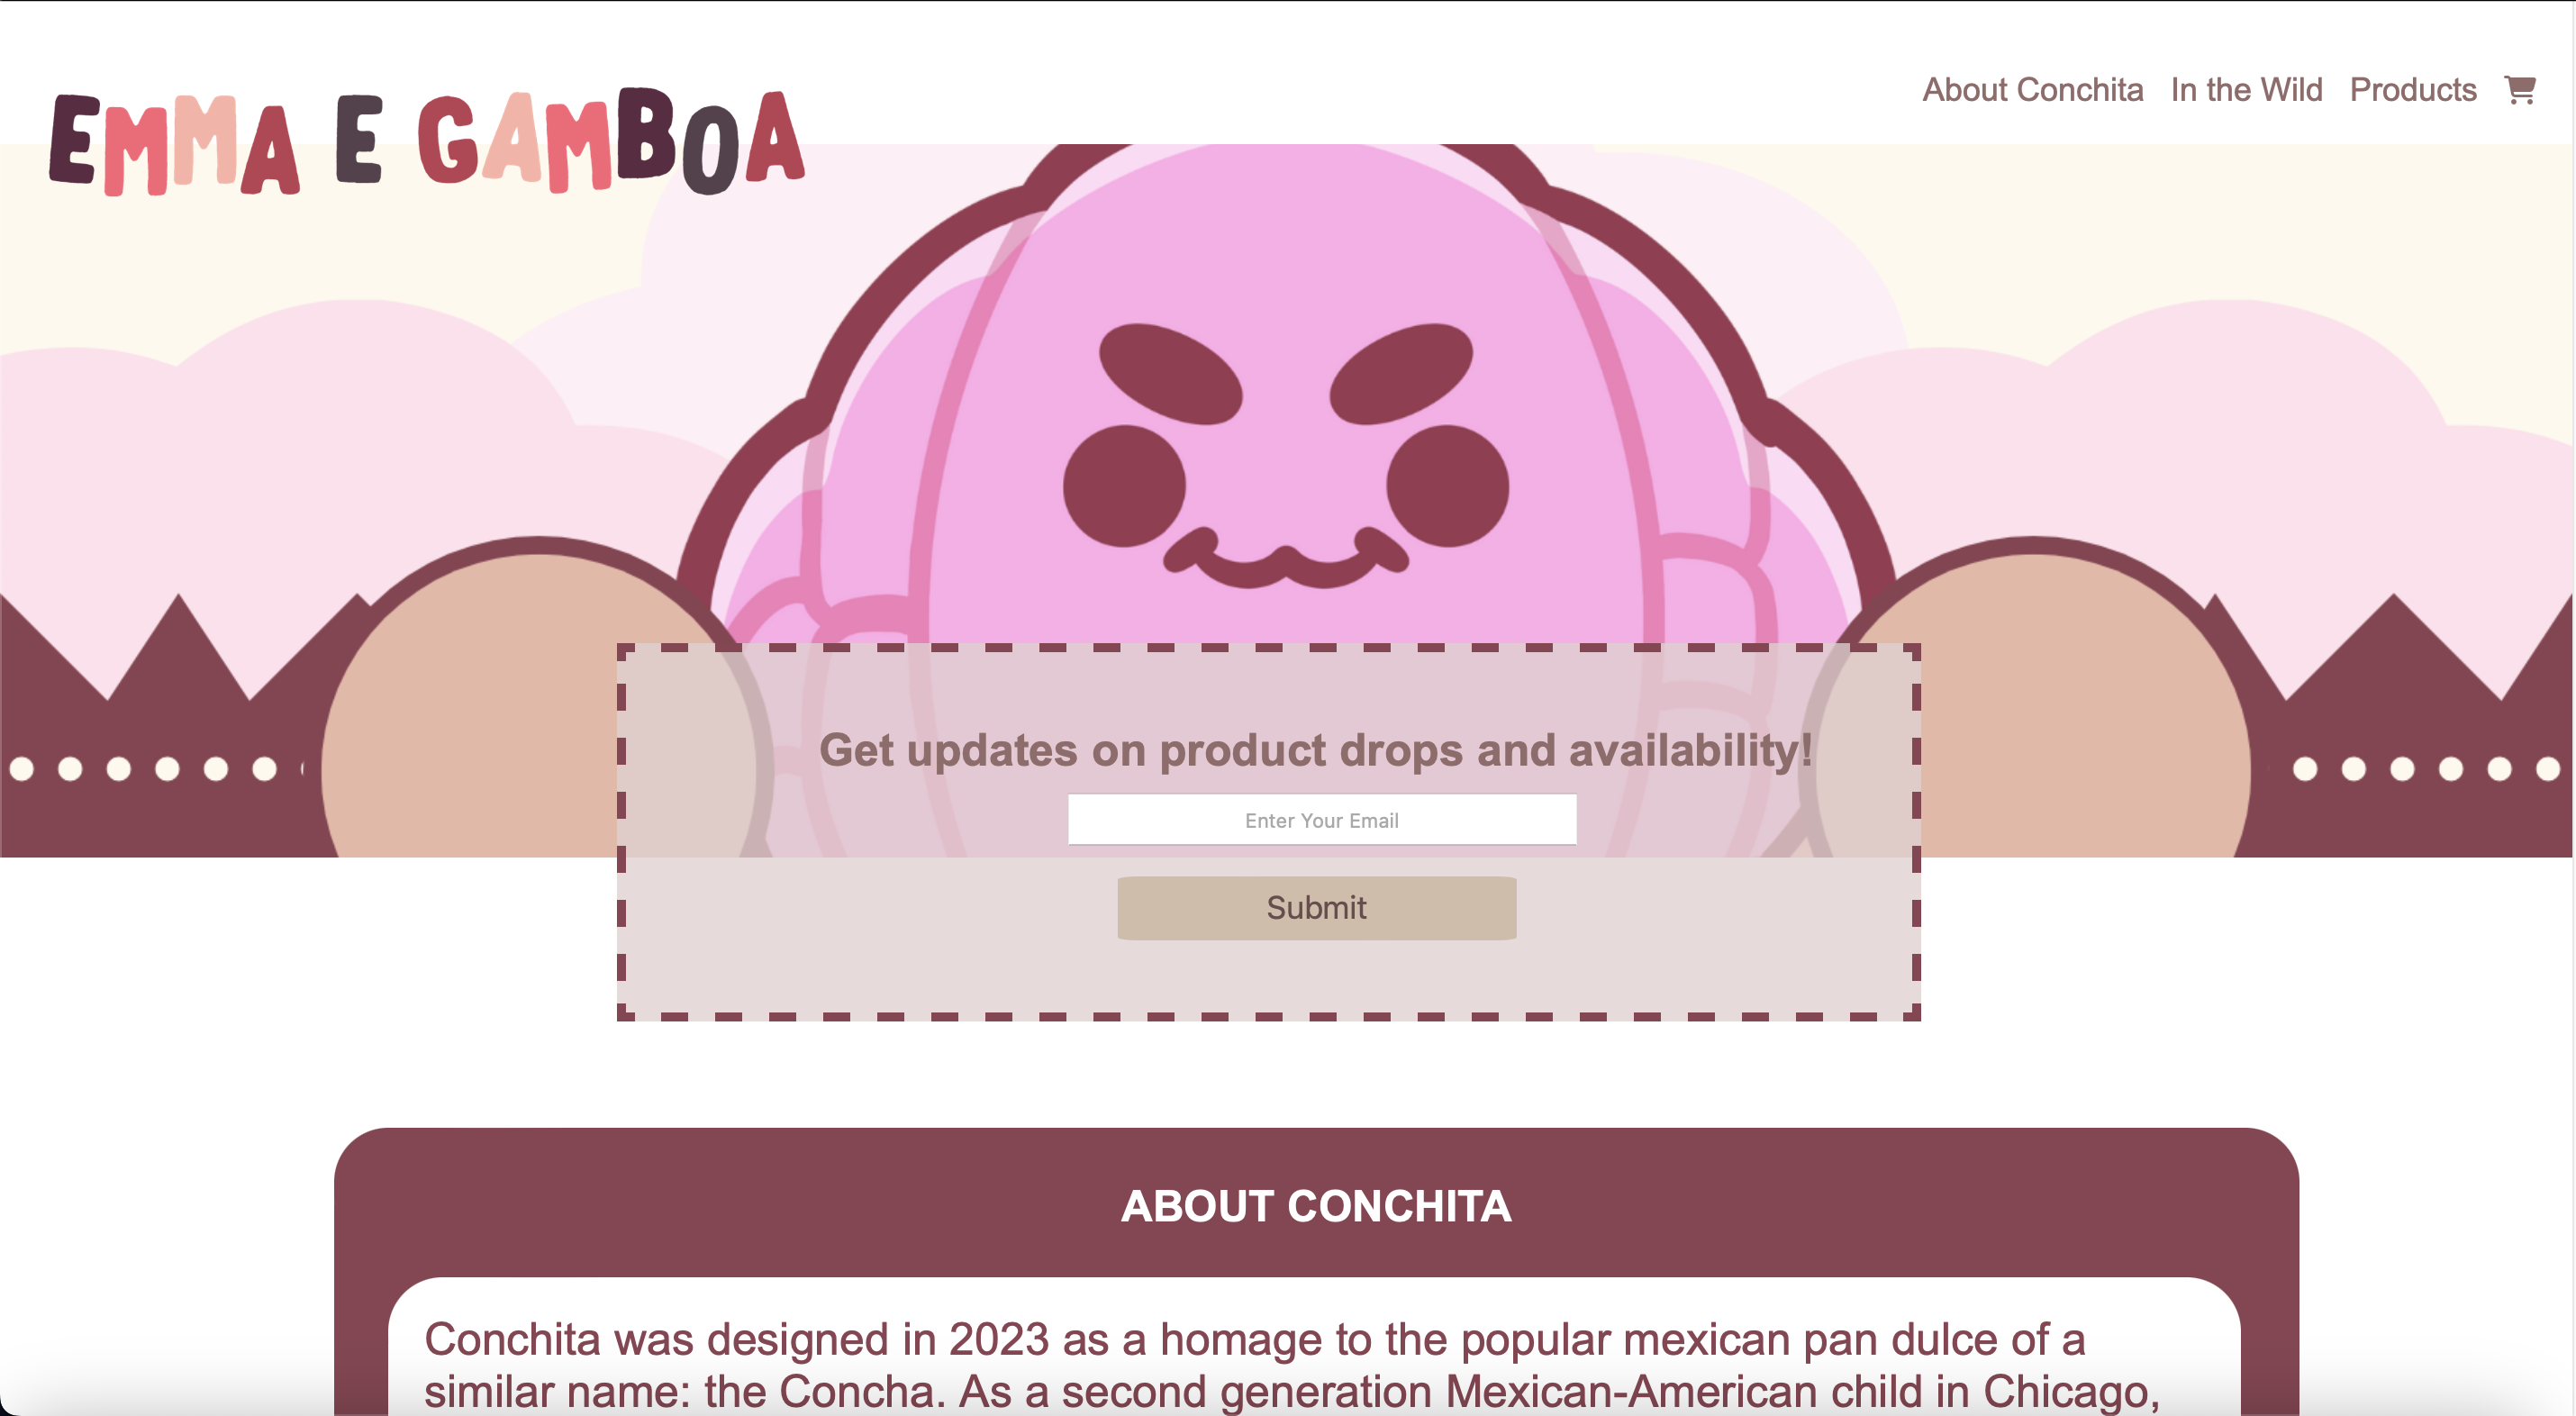 EMMA E GAMBOA
About Conchita In the Wild Products
Get updates on product drops and availability!
Enter Your Email
Submit
ABOUT CONCHITA
Conchita was designed in 2023 as a homage to the popular mexican pan dulce of a
similar name: the Concha. As a second generation Mexican-American child in Chicago,